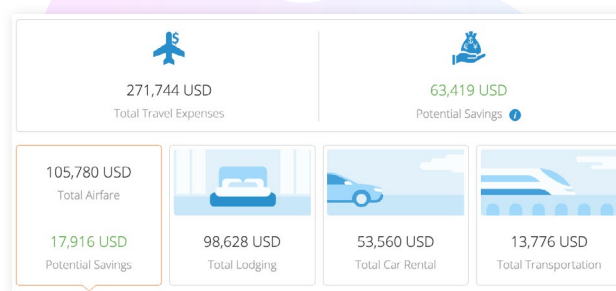 271,744 USD
Total Travel Expenses
63,419 USD
Potential Savings
105,780 USD
Total Airfare
17,916 USD
Potential Savings
98,628 USD
Total Lodging
53,560 USD
Total Car Rental
13,776 USD
Total Transportation